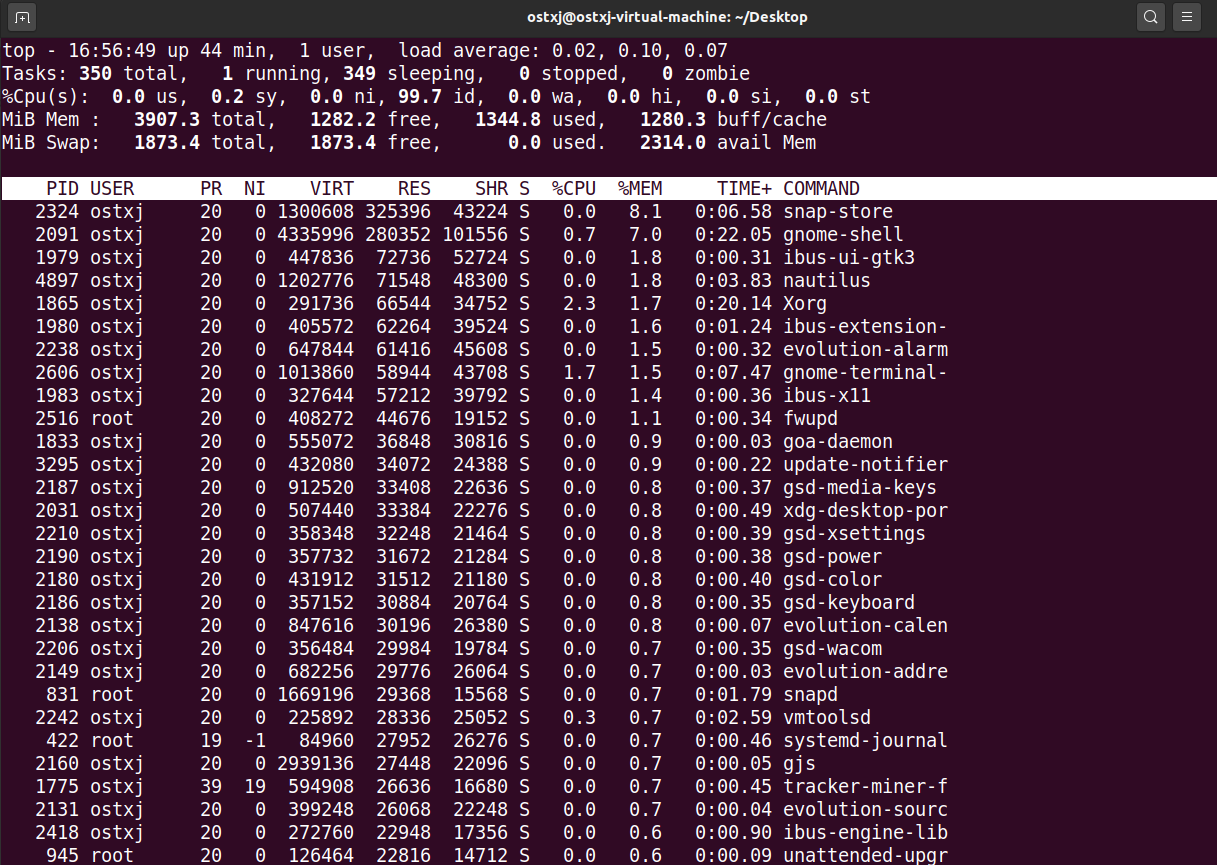 ostxj@ostxj-virtual-machine: ~/Desktop
top - 16:56:49 up 44 min,  1 user,  load average: 0.02, 0.10, 0.07
Tasks: 350 total,   1 running, 349 sleeping,   0 stopped,   0 zombie
%Cpu(s):  0.0 us,  0.2 sy,  0.0 ni, 99.7 id,  0.0 wa,  0.0 hi,  0.0 si,  0.0 st
MiB Mem :   3907.3 total,   1282.2 free,   1344.8 used,   1280.3 buff/cache
MiB Swap:   1873.4 total,   1873.4 free,      0.0 used.   2314.0 avail Mem
PID USER      PR  NI    VIRT    RES    SHR S  %CPU  %MEM     TIME+ COMMAND
2324 ostxj     20   0 1300608 325396  43224 S   0.0   8.1   0:06.58 snap-store
2091 ostxj     20   0 4335996 280352 101556 S   0.7   7.0   0:22.05 gnome-shell
1979 ostxj     20   0  447836  72736  52724 S   0.0   1.8   0:00.31 ibus-ui-gtk3
4897 ostxj     20   0 1202776  71548  48300 S   0.0   1.8   0:03.83 nautilus
1865 ostxj     20   0  291736  66544  34752 S   2.3   1.7   0:20.14 Xorg
1980 ostxj     20   0  405572  62264  39524 S   0.0   1.6   0:01.24 ibus-extension-
2238 ostxj     20   0  647844  61416  45608 S   0.0   1.5   0:00.32 evolution-alarm
2606 ostxj     20   0 1013860  58944  43708 S   1.7   1.5   0:07.47 gnome-terminal-
1983 ostxj     20   0  327644  57212  39792 S   0.0   1.4   0:00.36 ibus-x11
2516 root      20   0  408272  44676  19152 S   0.0   1.1   0:00.34 fwupd
1833 ostxj     20   0  555072  36848  30816 S   0.0   0.9   0:00.03 goa-daemon
3295 ostxj     20   0  432080  34072  24388 S   0.0   0.9   0:00.22 update-notifier
2187 ostxj     20   0  912520  33408  22636 S   0.0   0.8   0:00.37 gsd-media-keys
2031 ostxj     20   0  507440  33384  22276 S   0.0   0.8   0:00.49 xdg-desktop-por
2210 ostxj     20   0  358348  32248  21464 S   0.0   0.8   0:00.39 gsd-xsettings
2190 ostxj     20   0  357732  31672  21284 S   0.0   0.8   0:00.38 gsd-power
2180 ostxj     20   0  431912  31512  21180 S   0.0   0.8   0:00.40 gsd-color
2186 ostxj     20   0  357152  30884  20764 S   0.0   0.8   0:00.35 gsd-keyboard
2138 ostxj     20   0  847616  30196  26380 S   0.0   0.8   0:00.07 evolution-calen
2206 ostxj     20   0  356484  29984  19784 S   0.0   0.7   0:00.35 gsd-wacom
2149 ostxj     20   0  682256  29776  26064 S   0.0   0.7   0:00.03 evolution-addre
831 root      20   0 1669196  29368  15568 S   0.0   0.7   0:01.79 snapd
2242 ostxj     20   0  225892  28336  25052 S   0.3   0.7   0:02.59 vmtoolsd
422 root      19  -1   84960  27952  26276 S   0.0   0.7   0:00.46 systemd-journal
2160 ostxj     20   0 2939136  27448  22096 S   0.0   0.7   0:00.05 gjs
1775 ostxj     39  19  594908  26636  16680 S   0.0   0.7   0:00.45 tracker-miner-f
2131 ostxj     20   0  399248  26068  22248 S   0.0   0.7   0:00.04 evolution-sourc
2418 ostxj     20   0  272760  22948  17356 S   0.0   0.6   0:00.90 ibus-engine-lib
945 root      20   0  126464  22816  14712 S   0.0   0.6   0:00.09 unattended-upgr